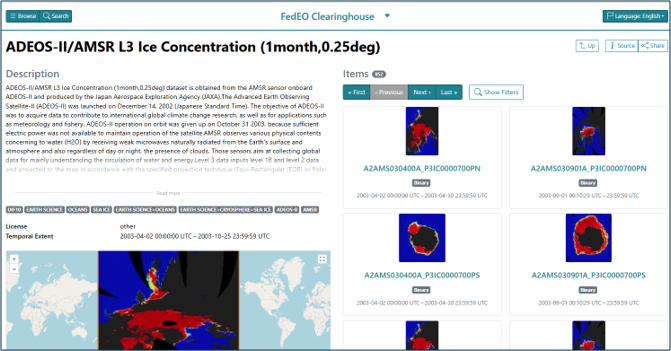 Browse Search
FedEO Clearinghouse
Language: English
ADEOS-II/AMSR L3 Ice Concentration (1month,0.25deg)
Up Source Share
Description
ADEOS-II/AMSR L3 Ice Concentration (1month,0.25deg) dataset is obtained from the AMSR sensor onboard
ADEOS-II and produced by the Japan Aerospace Exploration Agency (JAXA).The Advanced Earth Observing
Satellite-II (ADEOS-II) was launched on December 14, 2002 (Japanese Standard Time). The objective of ADEOS-II
was to acquire data to contribute to international global climate change research, as well as for applications
such as meteorology and fishery. ADEOS-II operation on orbit was given up on October 31 2003, because sufficient
electric power was not available to maintain operation of the satellite.AMSR observes various physical contents
concerning to water (H2O) by receiving weak microwaves naturally radiated from the Earth's surface and
atmosphere and also regardless of day or night, the presence of clouds. Those sensors aim at collecting global
data for mainly understanding the circulation of water and energy.Level 3 data inputs level 1B and level 2 data
and projected to the map in accordance with the specified projection technique (Equi-Rectangular (EQR) or Polar
Read more
DIF10 EARTH SCIENCE OCEANS SEA ICE EARTH SCIENCE>OCEANS EARTH SCIENCE>CRYOSPHERE>SEA ICE ADEOS-II AMSR
License other
Temporal Extent 2003-04-02 00:00:00 UTC – 2003-10-25 23:59:59 UTC
+
−
Items 852
« First ‹ Previous Next › Last » Show Filters
A2AMS030400A_P3IC0000700PN
Binary
2003-04-02 00:00:00 UTC – 2003-04-30 23:59:59 UTC
A2AMS030901A_P3IC0000700PN
Binary
2003-09-01 00:10:29 UTC – 2003-09-30 23:59:59 UTC
A2AMS030400A_P3IC0000700PS
Binary
2003-04-02 00:00:00 UTC – 2003-04-30 23:59:59 UTC
A2AMS030901A_P3IC0000700PS
Binary
2003-09-01 00:10:29 UTC – 2003-09-30 23:59:59 UTC